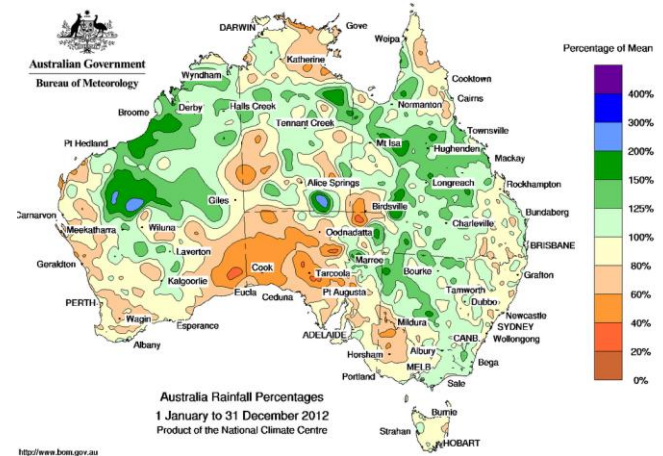 Australian Government
Bureau of Meteorology
DARWIN
Gove
Weipa
Katherine
Wyndham
Cooktown
Cairns
Derby
Halls Creek
Normanton
Broome
Tennant Creek
Townsville
Pt Hedland
Mt Isa
Hughenden
Mackay
Longreach
Rockhampton
Alice Springs
Giles
Birdsville
Bundaberg
Carnarvon
Meekatharra
Wiluna
Oodnadatta
Charleville
BRISBANE
Laverton
Marree
Geraldton
Cook
Tarcoola
Bourke
Grafton
Kalgoorlie
Tamworth
Eucla
Ceduna
Pt Augusta
Dubbo
PERTH
Newcastle
Wagin
Esperance
Mildura
SYDNEY
Albany
ADELAIDE
CANB.
Wollongong
Horsham
Albury
Bega
Portland
MELB
Sale
Burnie
Strahan
HOBART
Percentage of Mean
400%
300%
200%
150%
125%
100%
80%
60%
40%
20%
0%
Australia Rainfall Percentages
1 January to 31 December 2012
Product of the National Climate Centre
http://www.bom.gov.au